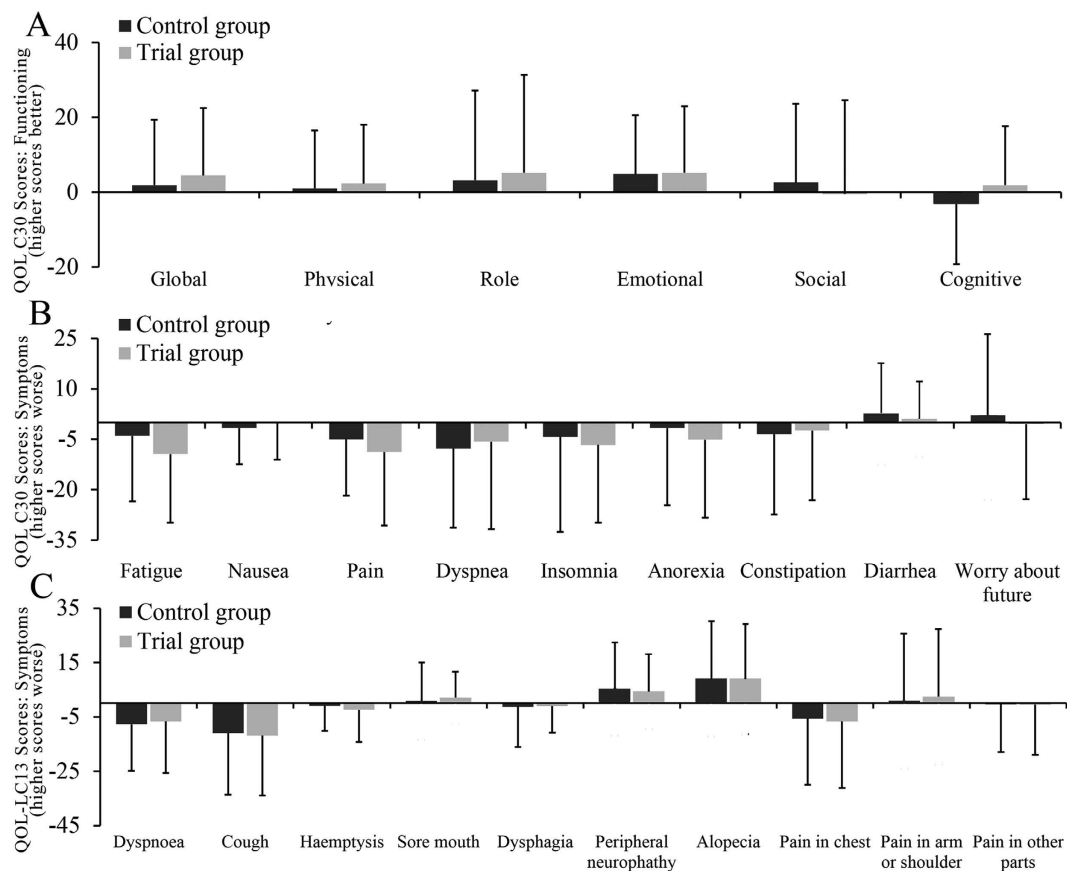 A
Control group
Trial group
QOL C30 Scores: Functioning
(higher scores better)
40
20
0
-20
Global Physical Role Emotional Social Cognitive
B
Control group
Trial group
QOL C30 Scores: Symptoms
(higher scores worse)
25
10
-5
-20
-35
Fatigue Nausea Pain Dyspnea Insomnia Anorexia Constipation Diarrhea Worry about
future
C
Control group
Trial group
QOL-LC13 Scores: Symptoms
(higher scores worse)
35
15
-5
-25
-45
Dyspnoea Cough Haemptysis Sore mouth Dysphagia Peripheral Alopecia Pain in chest Pain in arm Pain in other
neurophathy or shoulder parts